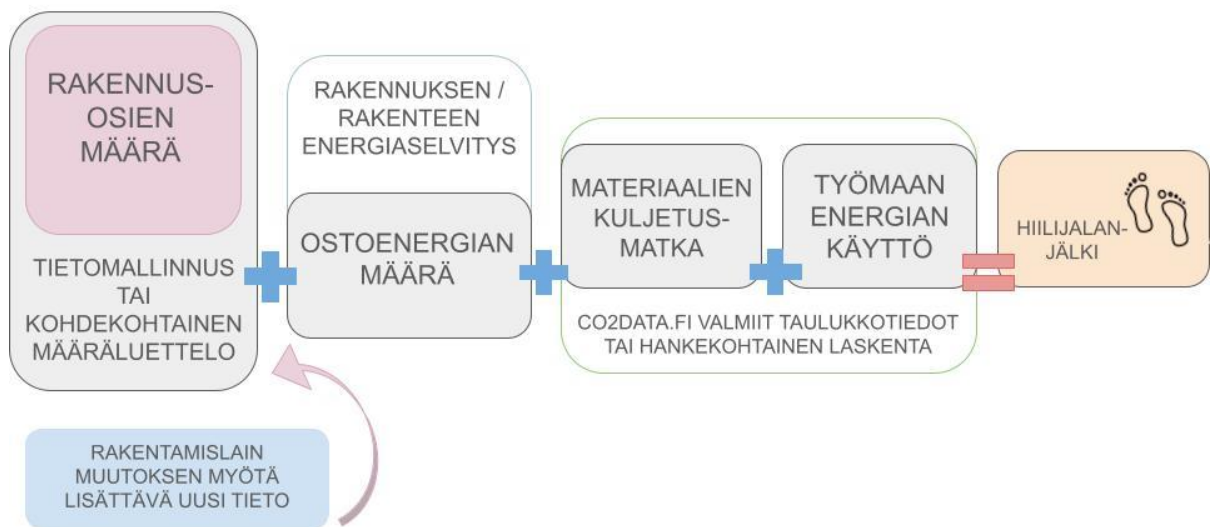 RAKENNUS-
OSIEN
MÄÄRÄ
TIETOMALLINNUS
TAI
KOHDEKOHTAINEN
MÄÄRÄLUETTELO
RAKENTAMISLAIN
MUUTOKSEN MYÖTÄ
LISÄTTÄVÄ UUSI TIETO
RAKENNUKSEN /
RAKENTEEN
ENERGIASELVITYS
OSTOENERGIAN
MÄÄRÄ
MATERIAALIEN
KULJETUS-
MATKA
TYÖMAAN
ENERGIAN
KÄYTTÖ
CO2DATA.FI VALMIIT TAULUKKOTIEDOT
TAI HANKEKOHTAINEN LASKENTA
HIILIJALAN-
JÄLKI